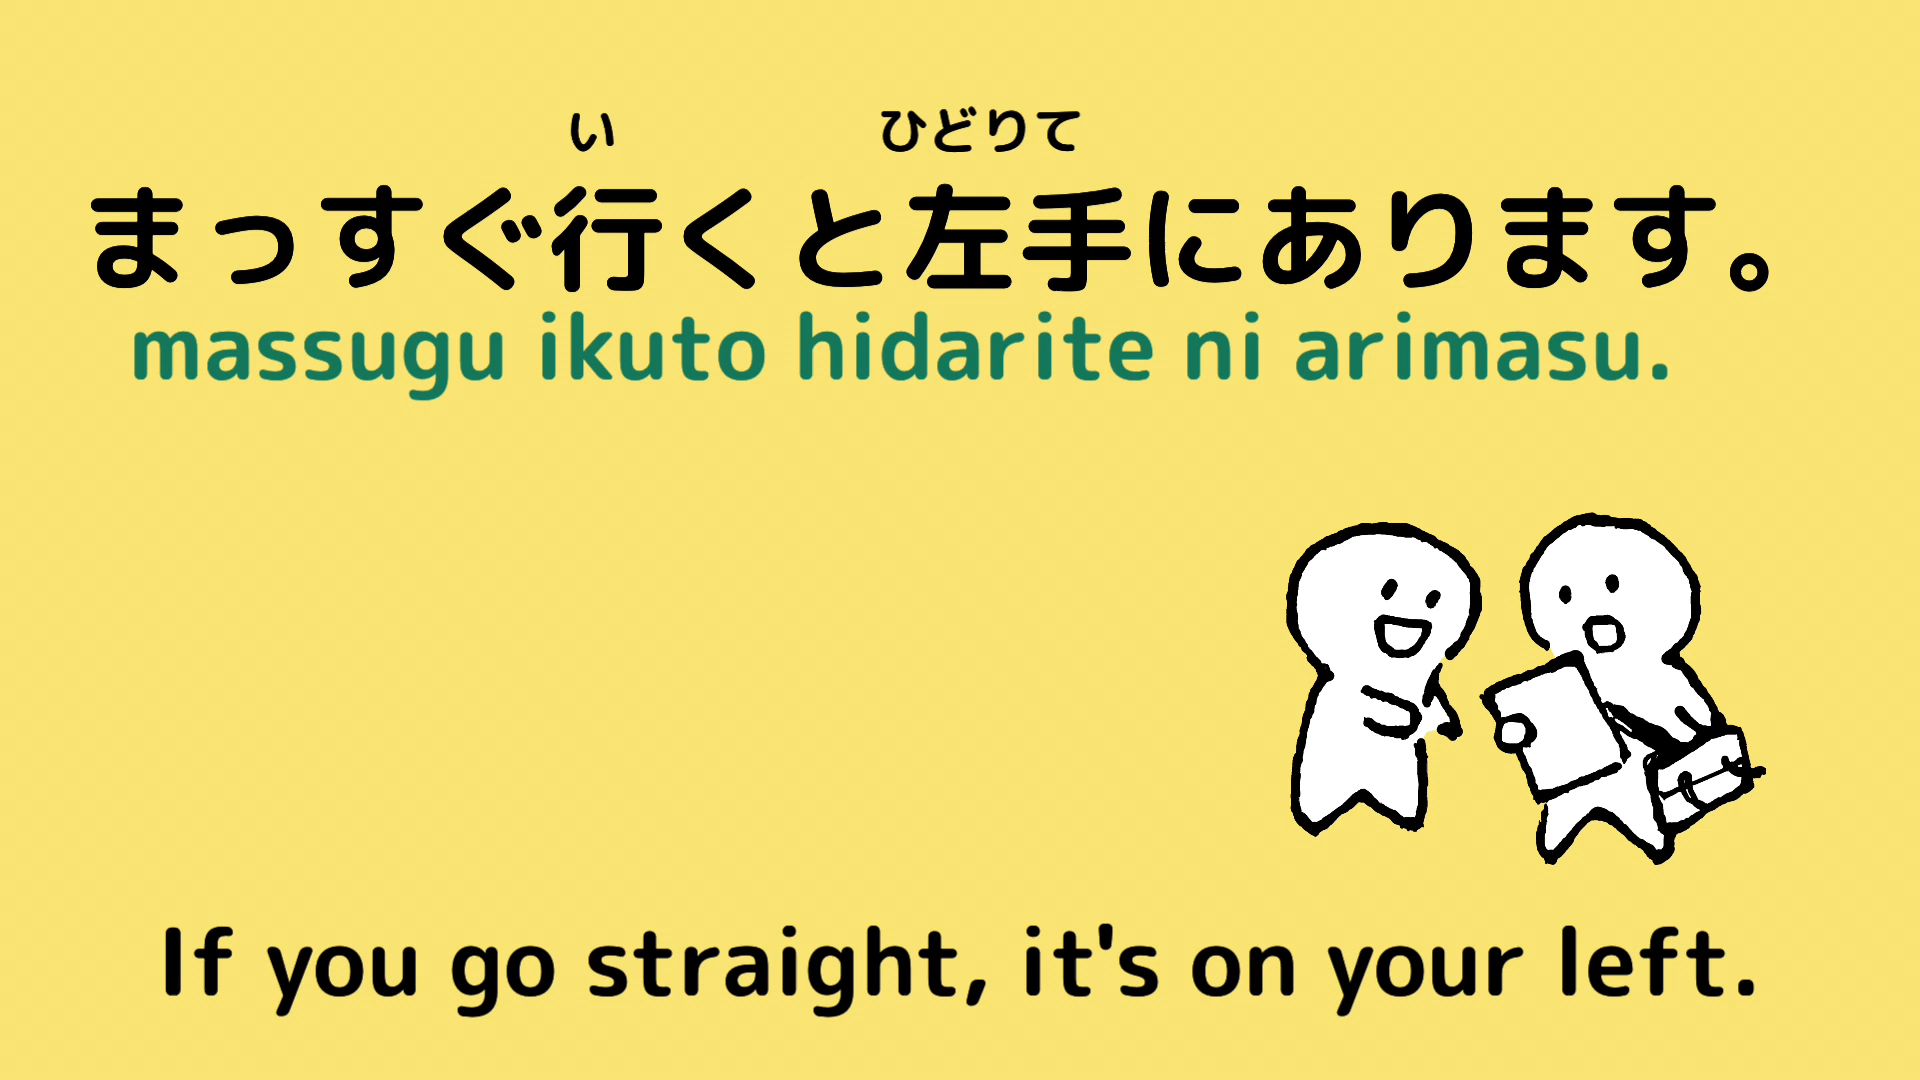 い ひどりて
まっすぐ行くと左手にあります。
massugu ikuto hidarite ni arimasu.
If you go straight, it's on your left.